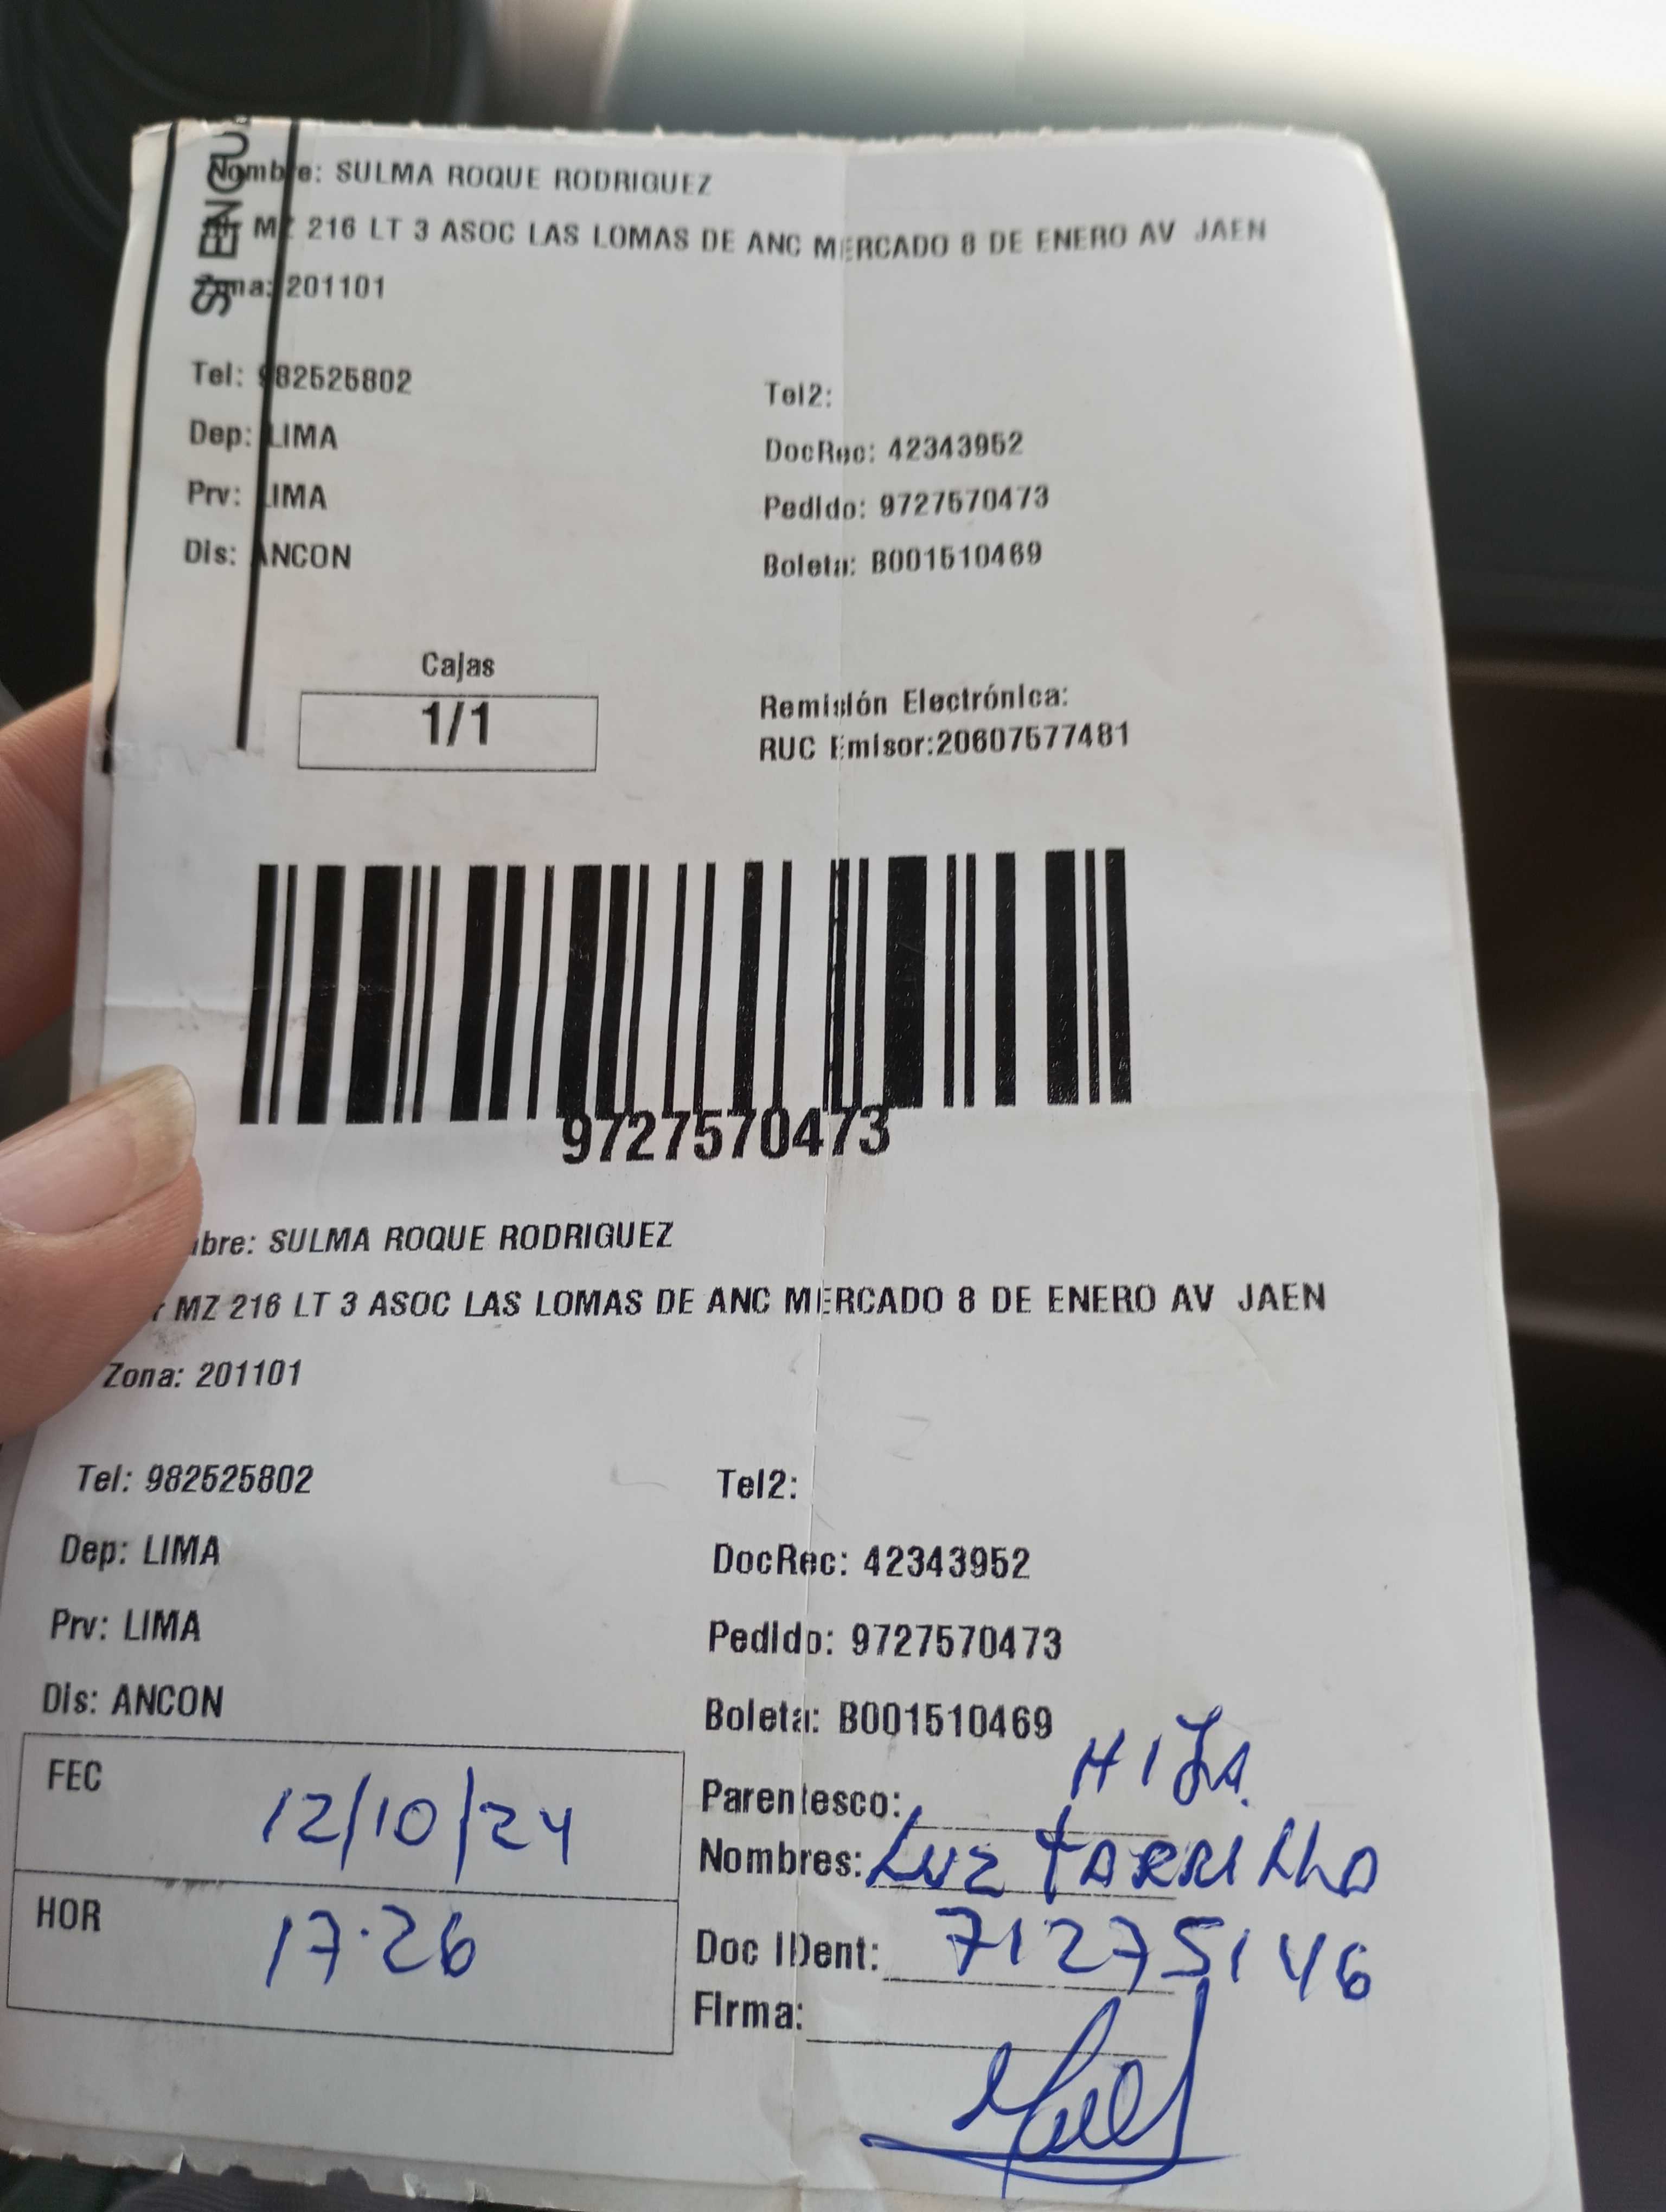 Nombre: SULMA ROQUE RODRIGUEZ
MZ 216 LT 3 ASOC LAS LOMAS DE ANC MERCADO 8 DE ENERO AV JAEN
Zona: 201101
Tel: 982525802
Tel2:
Dep: LIMA
DocRec: 42343952
Prv: LIMA
Pedido: 9727570473
Dis: ANCON
Boleta: B001510469
Cajas
1/1
Remisión Electrónica:
RUC Emisor:20607577481
9727570473
bre: SULMA ROQUE RODRIGUEZ
MZ 216 LT 3 ASOC LAS LOMAS DE ANC MERCADO 8 DE ENERO AV JAEN
Zona: 201101
Tel: 982525802
Tel2:
Dep: LIMA
DocRec: 42343952
Prv: LIMA
Pedido: 9727570473
Dis: ANCON
Boleta: B001510469
FEC 12/10/24
HOR 17.26
Parentesco: HIJA.
Nombres: LUZ TARRILLO
Doc IDent: 71275146
Firma: